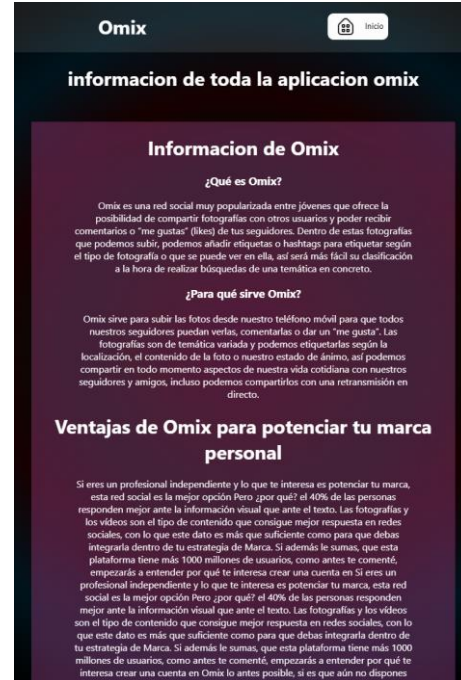 Omix
Inicio
informacion de toda la aplicacion omix
Informacion de Omix
¿Qué es Omix?
Omix es una red social muy popularizada entre jóvenes que ofrece la
posibilidad de compartir fotografías con otros usuarios y poder recibir
comentarios o "me gustas" (likes) de tus seguidores. Dentro de estas fotografías
que podemos subir, podemos añadir etiquetas o hashtags para etiquetar según
el tipo de fotografía o que se puede ver en ella, así será más fácil su clasificación
a la hora de realizar búsquedas de una temática en concreto.
¿Para qué sirve Omix?
Omix sirve para subir las fotos desde nuestro teléfono móvil para que todos
nuestros seguidores puedan verlas, comentarlas o dar un "me gusta". Las
fotografías son de temática variada y podemos etiquetarlas según la
localización, el contenido de la foto o nuestro estado de ánimo, así podemos
compartir en todo momento aspectos de nuestra vida cotidiana con nuestros
seguidores y amigos, incluso podemos compartirlos con una retransmisión en
directo.
Ventajas de Omix para potenciar tu marca
personal
Si eres un profesional independiente y lo que te interesa es potenciar tu marca,
esta red social es la mejor opción Pero ¿por qué? el 40% de las personas
responden mejor ante la información visual que ante el texto. Las fotografías y
los vídeos son el tipo de contenido que consigue mejor respuesta en redes
sociales, con lo que este dato es más que suficiente como para que debas
integrarla dentro de tu estrategia de Marca. Si además le sumas, que esta
plataforma tiene más 1000 millones de usuarios, como antes te comenté,
empezarás a entender por qué te interesa crear una cuenta en Si eres un
profesional independiente y lo que te interesa es potenciar tu marca, esta red
social es la mejor opción Pero ¿por qué? el 40% de las personas responden
mejor ante la información visual que ante el texto. Las fotografías y los vídeos
son el tipo de contenido que consigue mejor respuesta en redes sociales, con lo
que este dato es más que suficiente como para que debas integrarla dentro de
tu estrategia de Marca. Si además le sumas, que esta plataforma tiene más 1000
millones de usuarios, como antes te comenté, empezarás a entender por qué te
interesa crear una cuenta en Omix lo antes posible, si es que aún no dispones